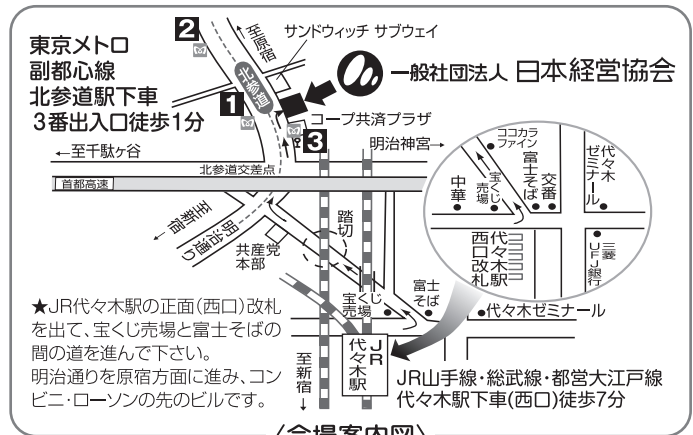 東京メトロ
副都心線
北参道駅下車
3番出入口徒歩1分
2
至原宿
サンドウィッチ サブウェイ
一般社団法人 日本経営協会
北参道
1
コープ共済プラザ
3
←至千駄ヶ谷
明治神宮→
北参道交差点
首都高速
至新宿
明治通り
共産党
本部
踏切
宝くじ
売場
富士
そば
代々木ゼミナール
ココカラ
ファイン
中華
宝くじ
売場
富士そば
交番
代々木
ゼミナール
代々木駅
西口改札
三菱
UFJ銀行
★JR代々木駅の正面(西口)改札
を出て、宝くじ売場と富士そばの
間の道を進んで下さい。
明治通りを原宿方面に進み、コン
ビニ・ローソンの先のビルです。
至新宿
JR
代々木駅
JR山手線・総武線・都営大江戸線
代々木駅下車(西口)徒歩7分
〈会場案内図〉